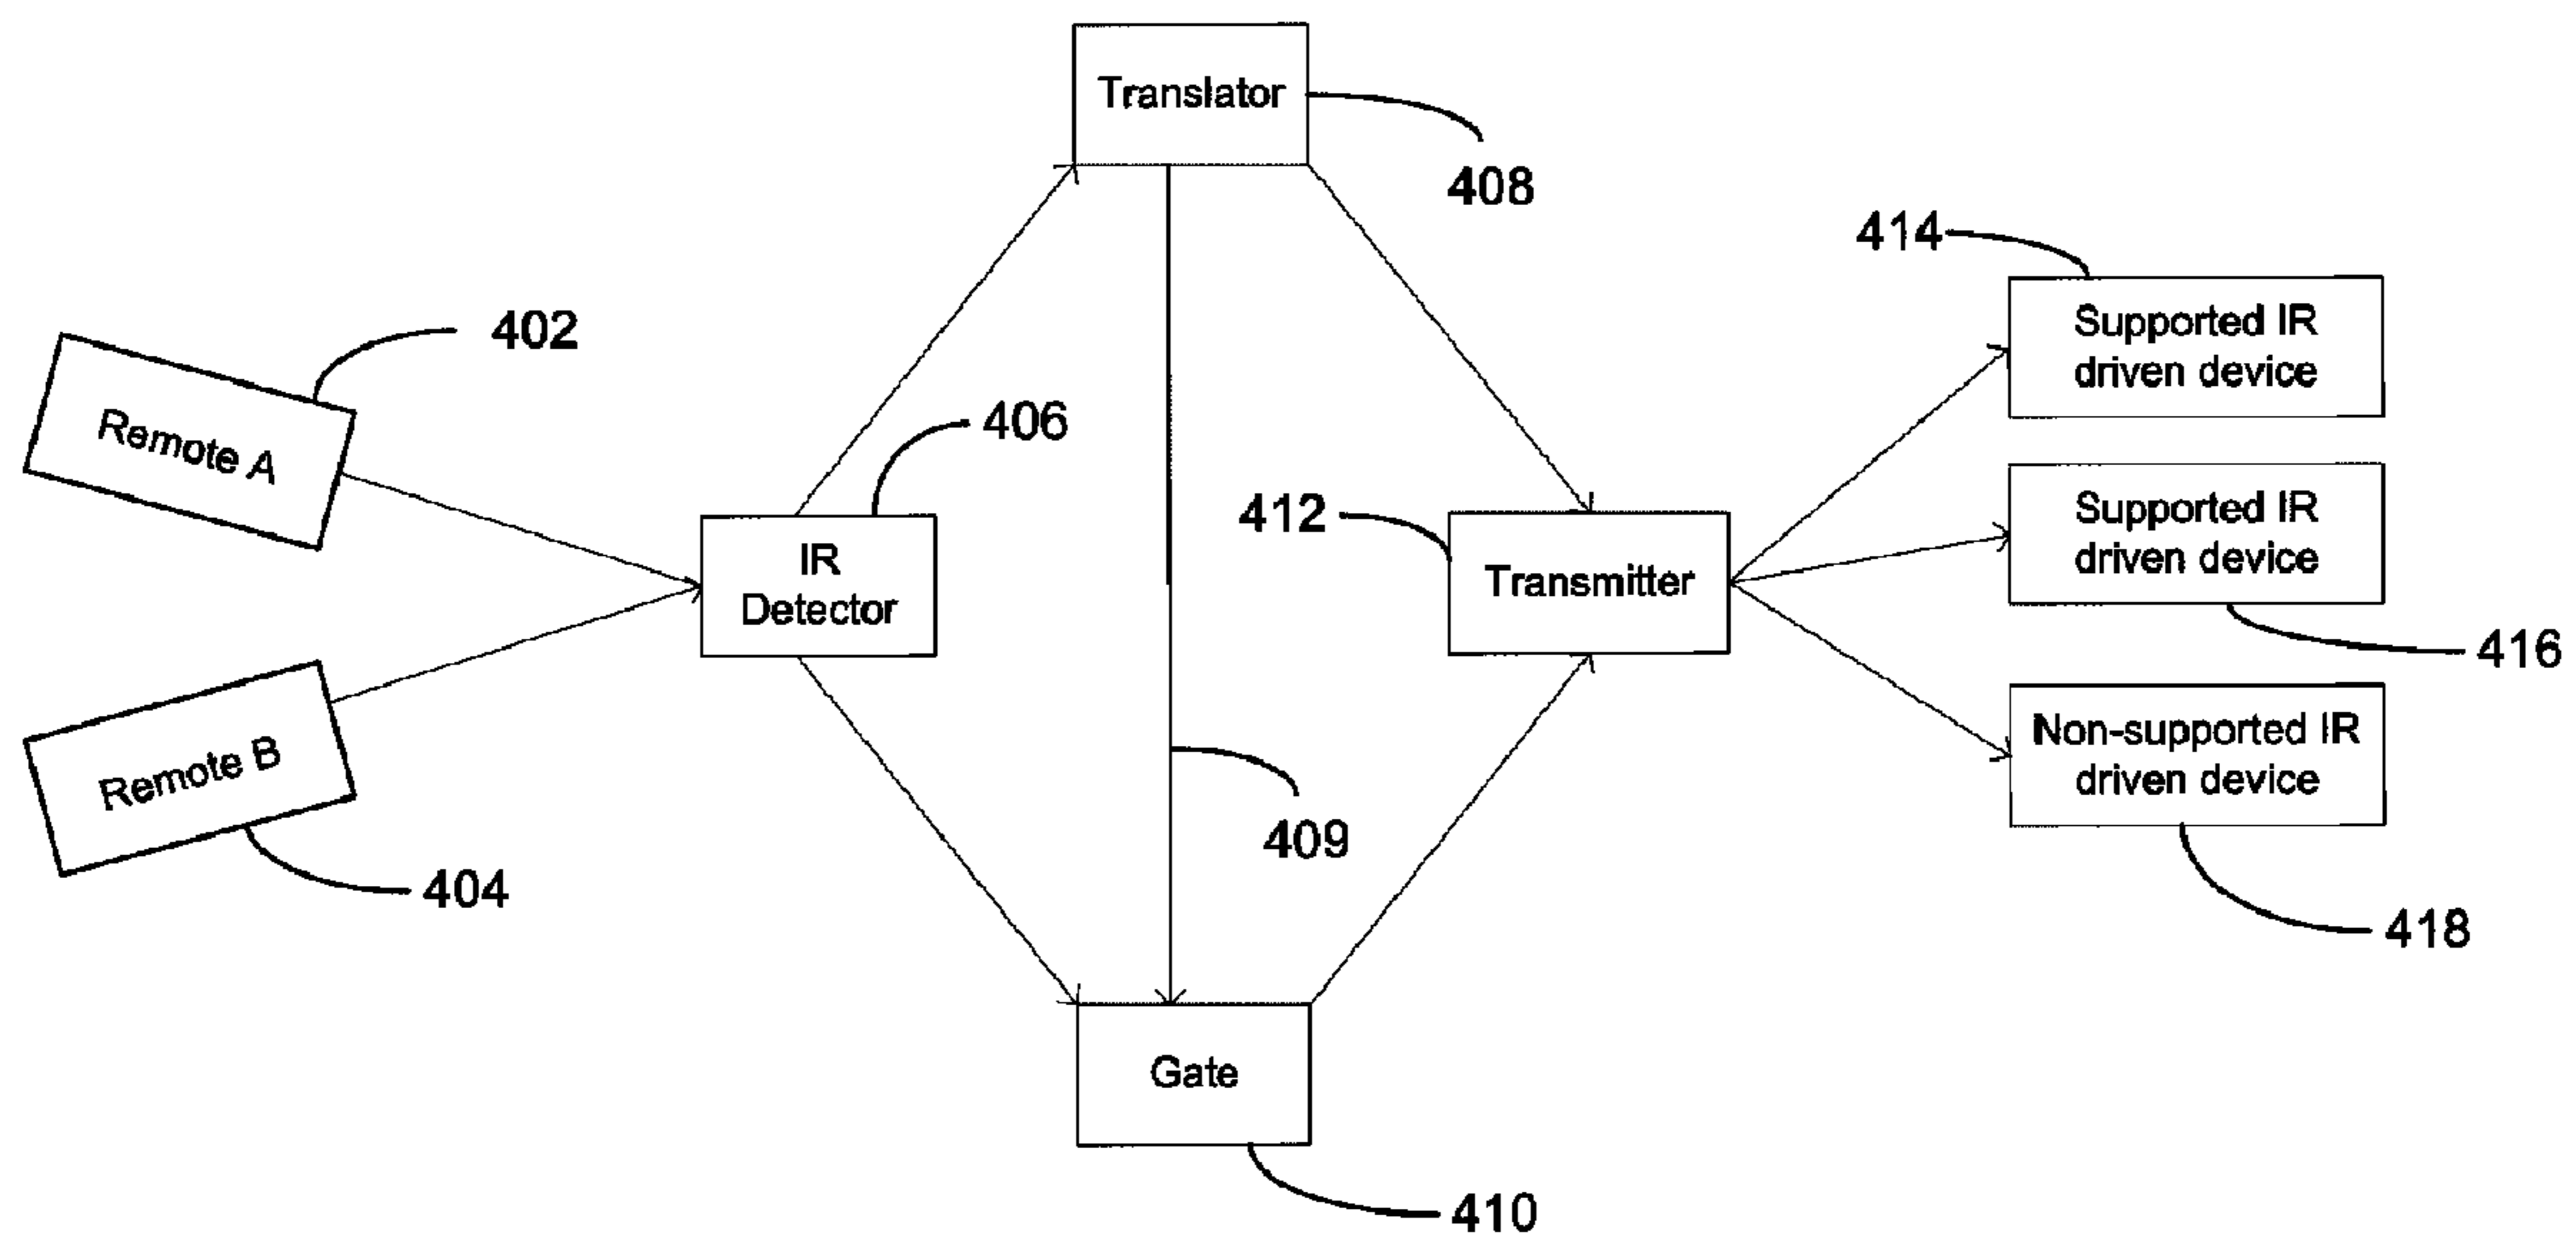 Translator
408
414
Supported IR
driven device
402
Remote A
406
IR
Detector
412
Transmitter
Supported IR
driven device
416
Non-supported IR
driven device
418
Remote B
404
409
Gate
410